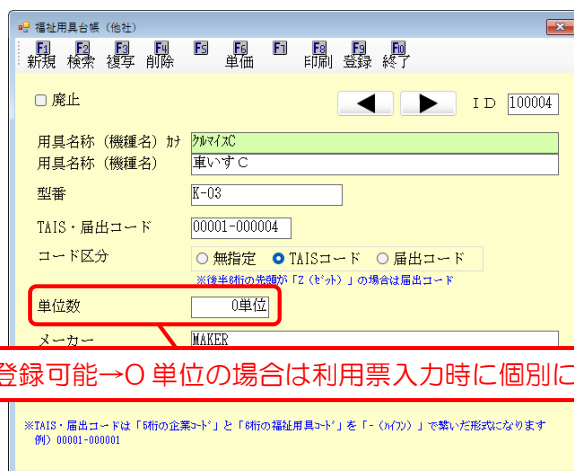 福祉用具台帳（他社）
F1 F2 F3 F4 F5 F6 F7 F8 F9 F10
新規 検索 複写 削除 単価 印刷 登録 終了
廃止 ＩＤ 100004
用具名称（機種名）ｶﾅ ｸﾙﾏｲｽC
用具名称（機種名） 車いすＣ
型番 K-03
TAIS・届出コード 00001-000004
コード区分 無指定 TAISコード 届出コード
※後半6桁の先頭が「Z（ｾﾞｯﾄ）」の場合は届出コード
単位数 0単位
メーカー MAKER
登録可能→０単位の場合は利用票入力時に個別に
※TAIS・届出コードは「5桁の企業ｺｰﾄﾞ」と「6桁の福祉用具ｺｰﾄﾞ」を「-（ﾊｲﾌﾝ）」で繋いだ形式になります
例）00001-000001